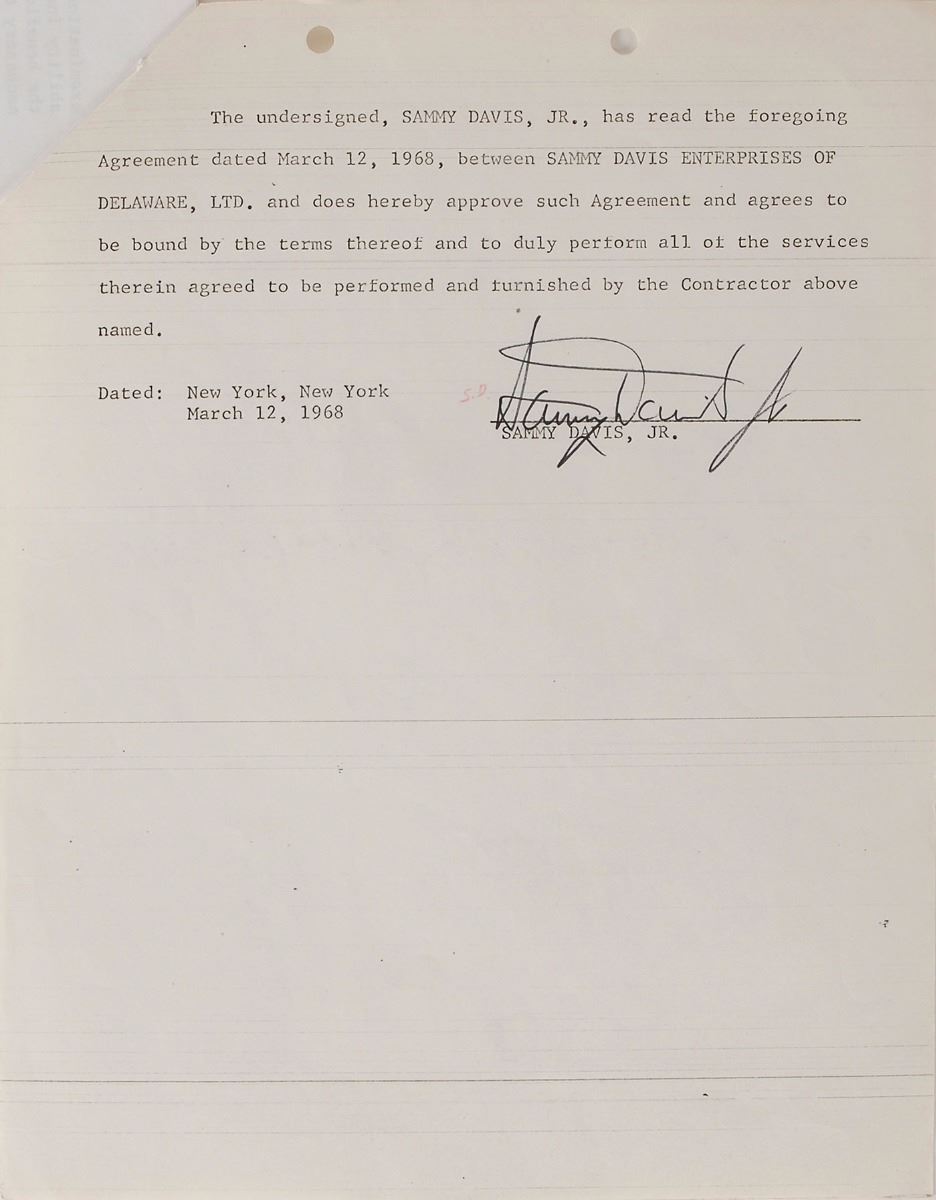 The undersigned, SAMMY DAVIS, JR., has read the foregoing
Agreement dated March 12, 1968, between SAMMY DAVIS ENTERPRISES OF
DELAWARE, LTD. and does hereby approve such Agreement and agrees to
be bound by the terms thereof and to duly perform all of the services
therein agreed to be performed and furnished by the Contractor above
named.
Dated: New York, New York
March 12, 1968
S.D.
Sammy Davis Jr
SAMMY DAVIS, JR.